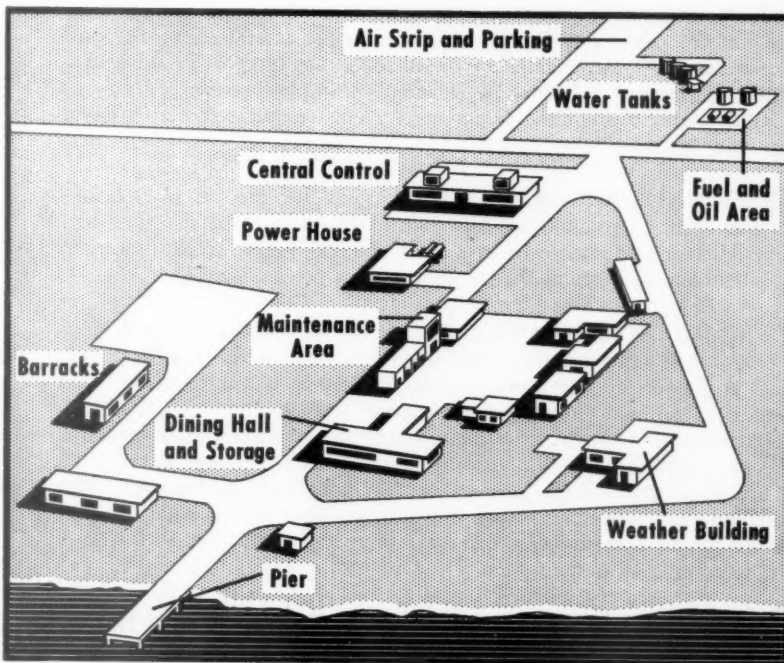 Air Strip and Parking
Water Tanks
Central Control
Fuel and
Oil Area
Power House
Maintenance
Area
Barracks
Dining Hall
and Storage
Weather Building
Pier